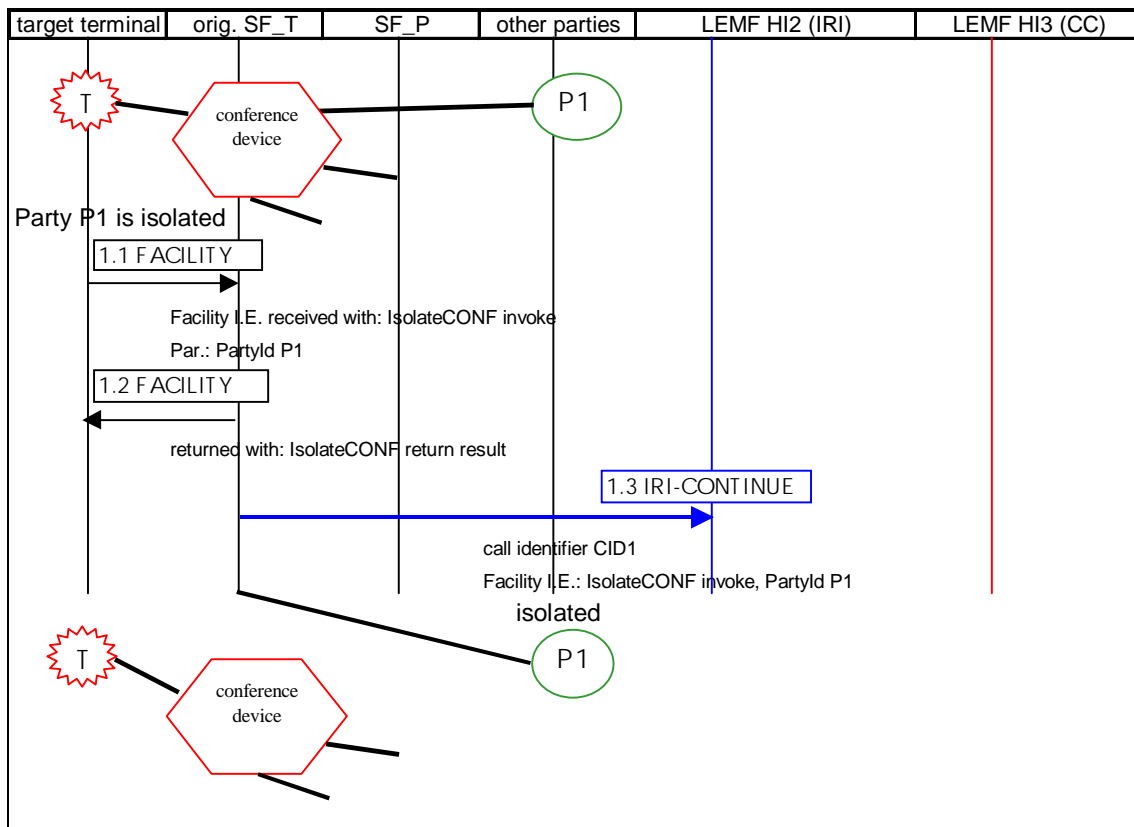 target terminal orig. SF_T SF_P other parties LEMF HI2 (IRI) LEMF HI3 (CC)
T
conference
device
P1
Party P1 is isolated
1.1 FACILITY
Facility I.E. received with: IsolateCONF invoke
Par.: PartyId P1
1.2 FACILITY
returned with: IsolateCONF return result
1.3 IRI-CONTINUE
call identifier CID1
Facility I.E.: IsolateCONF invoke, PartyId P1
isolated
T
conference
device
P1